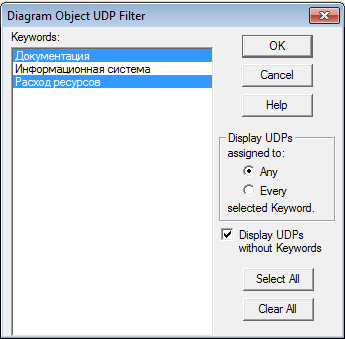 Diagram Object UDP Filter
Keywords:
Документация
Информационная система
Расход ресурсов
OK
Cancel
Help
Display UDPs
assigned to:
Any
Every
selected Keyword.
Display UDPs
without Keywords
Select All
Clear All